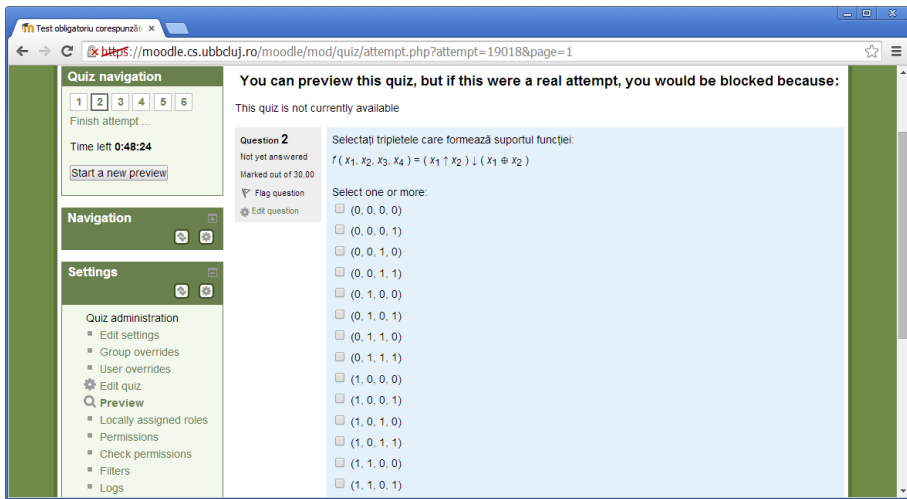 Test obligatoriu corespunzăt
https://moodle.cs.ubbcluj.ro/moodle/mod/quiz/attempt.php?attempt=19018&page=1
Quiz navigation
1 2 3 4 5 6
Finish attempt ...
Time left 0:48:24
Start a new preview
Navigation
Settings
Quiz administration
Edit settings
Group overrides
User overrides
Edit quiz
Preview
Locally assigned roles
Permissions
Check permissions
Filters
Logs
You can preview this quiz, but if this were a real attempt, you would be blocked because:
This quiz is not currently available
Question 2
Not yet answered
Marked out of 30.00
Flag question
Edit question
Selectați tripletele care formează suportul funcției:
f ( x1, x2, x3, x4 ) = ( x1 ↑ x2 ) ↓ ( x1 ⊕ x2 )
Select one or more:
(0, 0, 0, 0)
(0, 0, 0, 1)
(0, 0, 1, 0)
(0, 0, 1, 1)
(0, 1, 0, 0)
(0, 1, 0, 1)
(0, 1, 1, 0)
(0, 1, 1, 1)
(1, 0, 0, 0)
(1, 0, 0, 1)
(1, 0, 1, 0)
(1, 0, 1, 1)
(1, 1, 0, 0)
(1, 1, 0, 1)